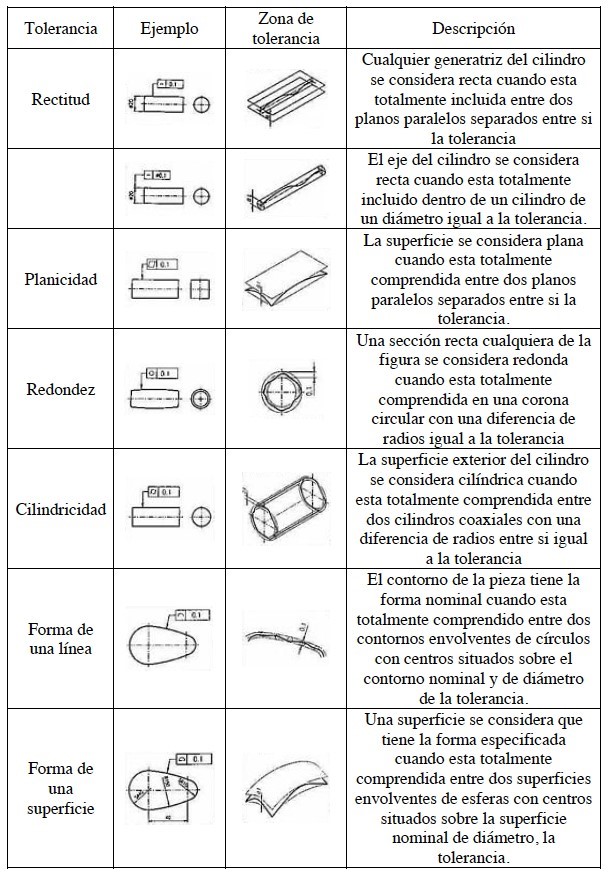 Tolerancia
Ejemplo
Zona de
tolerancia
Descripción
Rectitud
0,1
Cualquier generatriz del cilindro
se considera recta cuando esta
totalmente incluida entre dos
planos paralelos separados entre si
la tolerancia
El eje del cilindro se considera
recta cuando esta totalmente
incluido dentro de un cilindro de
un diámetro igual a la tolerancia.
Planicidad
0,1
La superficie se considera plana
cuando esta totalmente
comprendida entre dos planos
paralelos separados entre si la
tolerancia.
Redondez
0,1
0,1
Una sección recta cualquiera de la
figura se considera redonda
cuando esta totalmente
comprendida en una corona
circular con una diferencia de
radios igual a la tolerancia
Cilindricidad
0,1
La superficie exterior del cilindro
se considera cilíndrica cuando
esta totalmente comprendida entre
dos cilindros coaxiales con una
diferencia de radios entre si igual
a la tolerancia
Forma de
una línea
0,1
0,1
El contorno de la pieza tiene la
forma nominal cuando esta
totalmente comprendido entre dos
contornos envolventes de círculos
con centros situados sobre el
contorno nominal y de diámetro
de la tolerancia.
Forma de
una
superficie
0,1
Una superficie se considera que
tiene la forma especificada
cuando esta totalmente
comprendida entre dos superficies
envolventes de esferas con centros
situados sobre la superficie
nominal de diámetro, la
tolerancia.